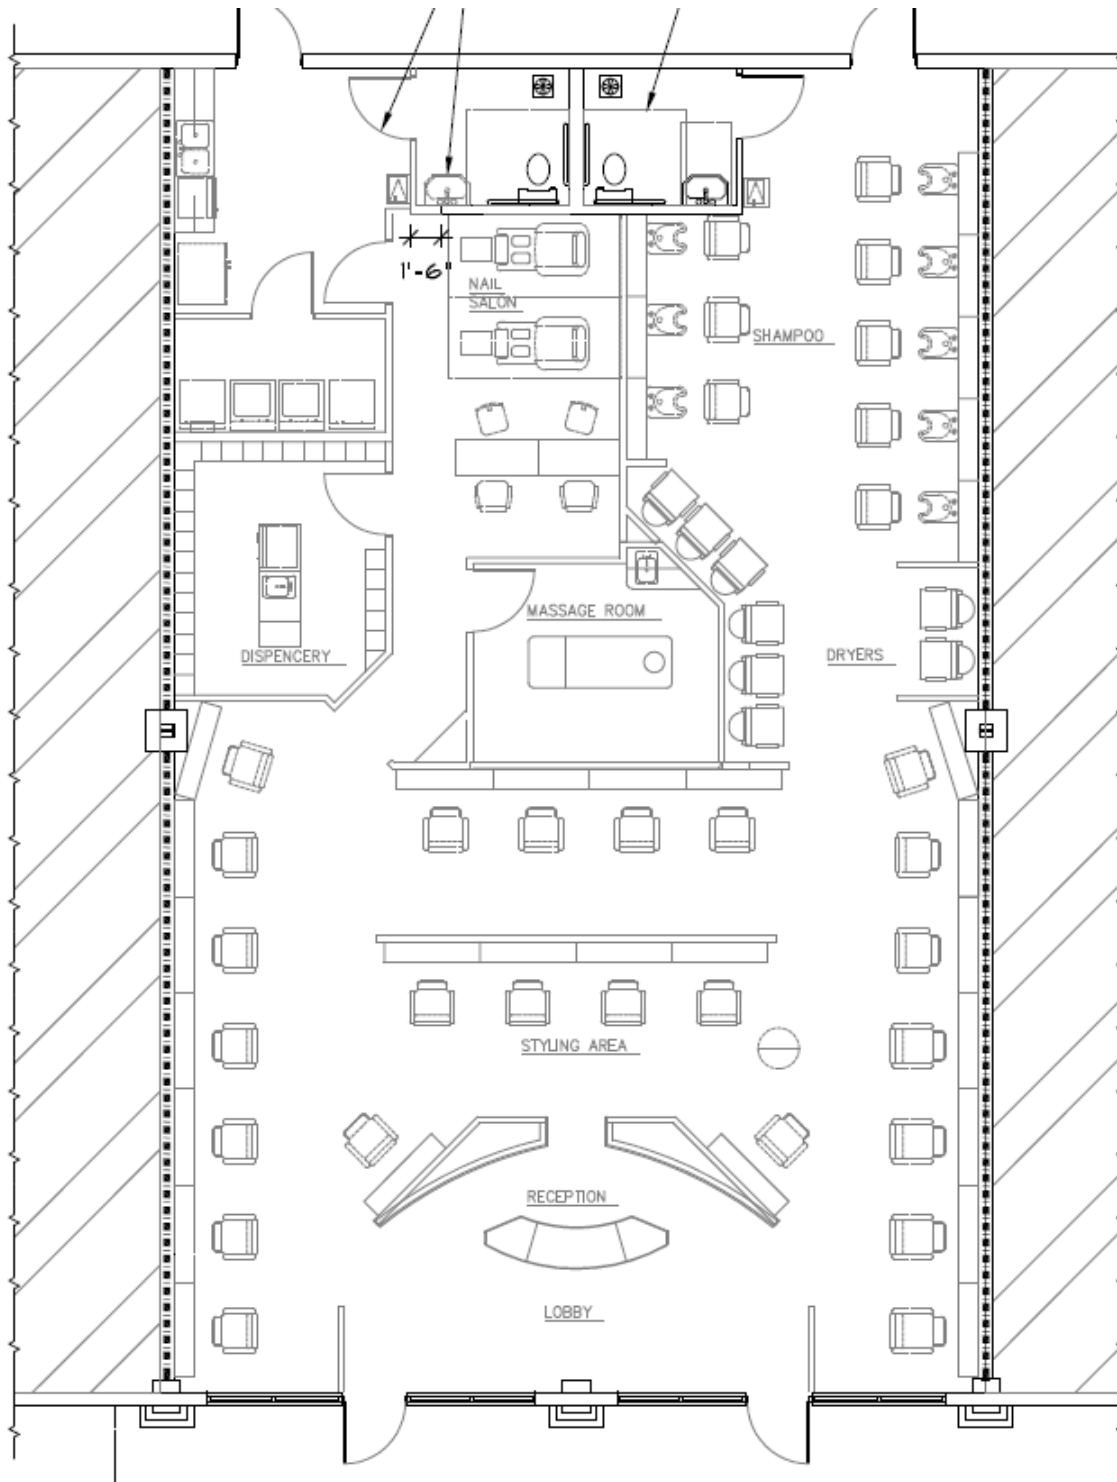 1'-6"
NAIL
SALON
SHAMPOO
MASSAGE ROOM
DISPENCERY
DRYERS
STYLING AREA
RECEPTION
LOBBY